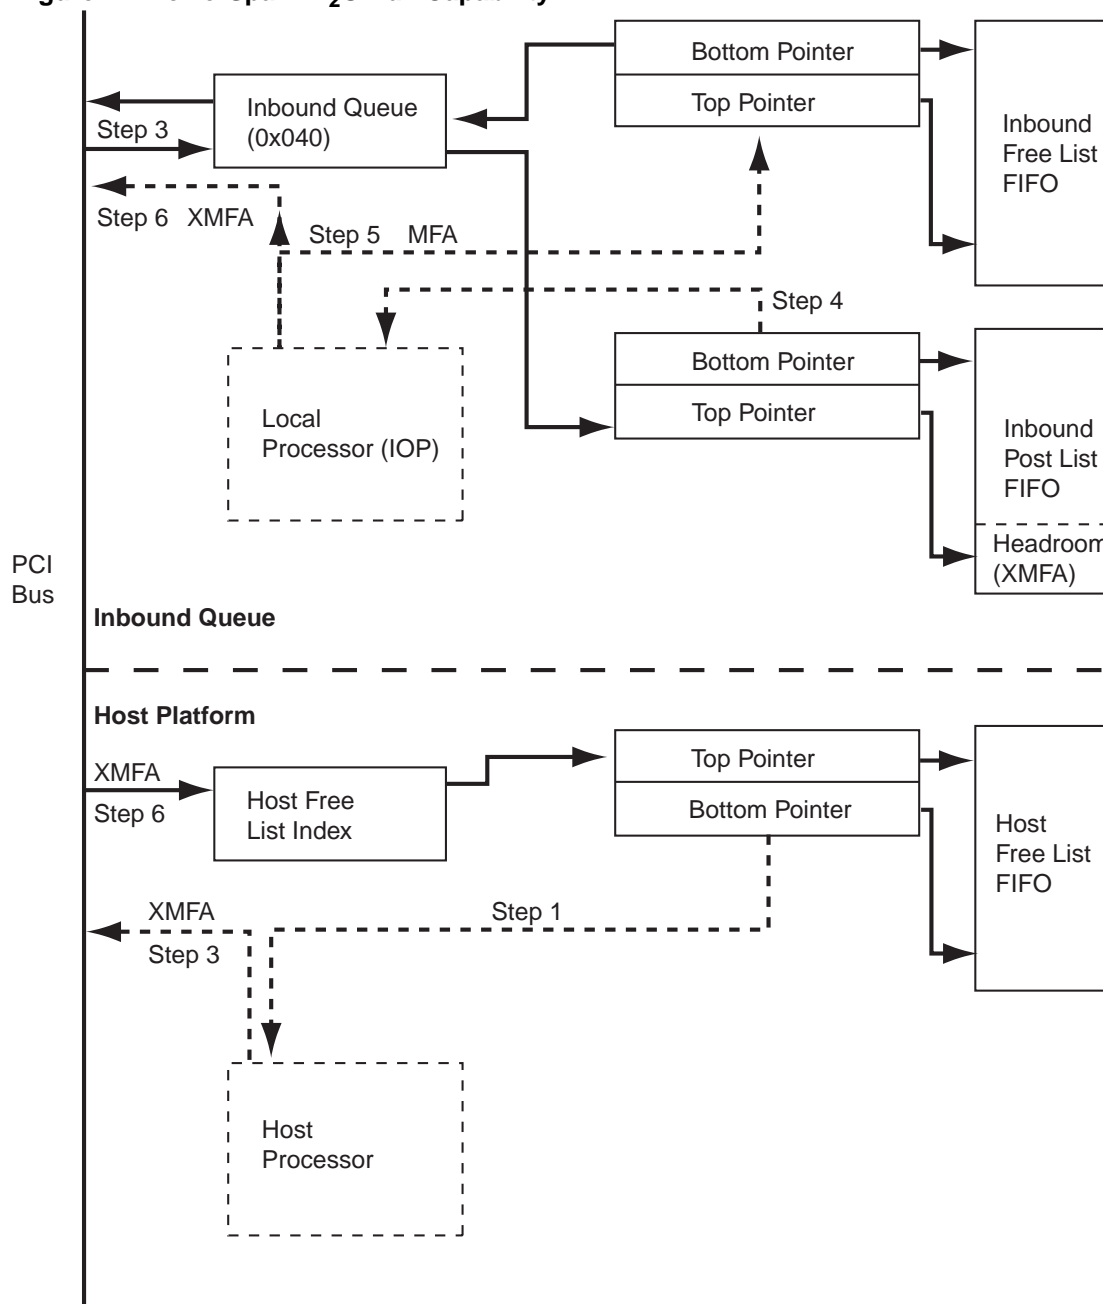 Bottom Pointer
Top Pointer
Inbound Queue
(0x040)
Step 3
Inbound
Free List
FIFO
Step 6 XMFA
Step 5 MFA
Step 4
Bottom Pointer
Top Pointer
Local
Processor (IOP)
Inbound
Post List
FIFO
Headroom
(XMFA)
PCI
Bus
Inbound Queue
Host Platform
XMFA
Step 6
Host Free
List Index
Top Pointer
Bottom Pointer
Host
Free List
FIFO
XMFA
Step 3
Step 1
Host
Processor